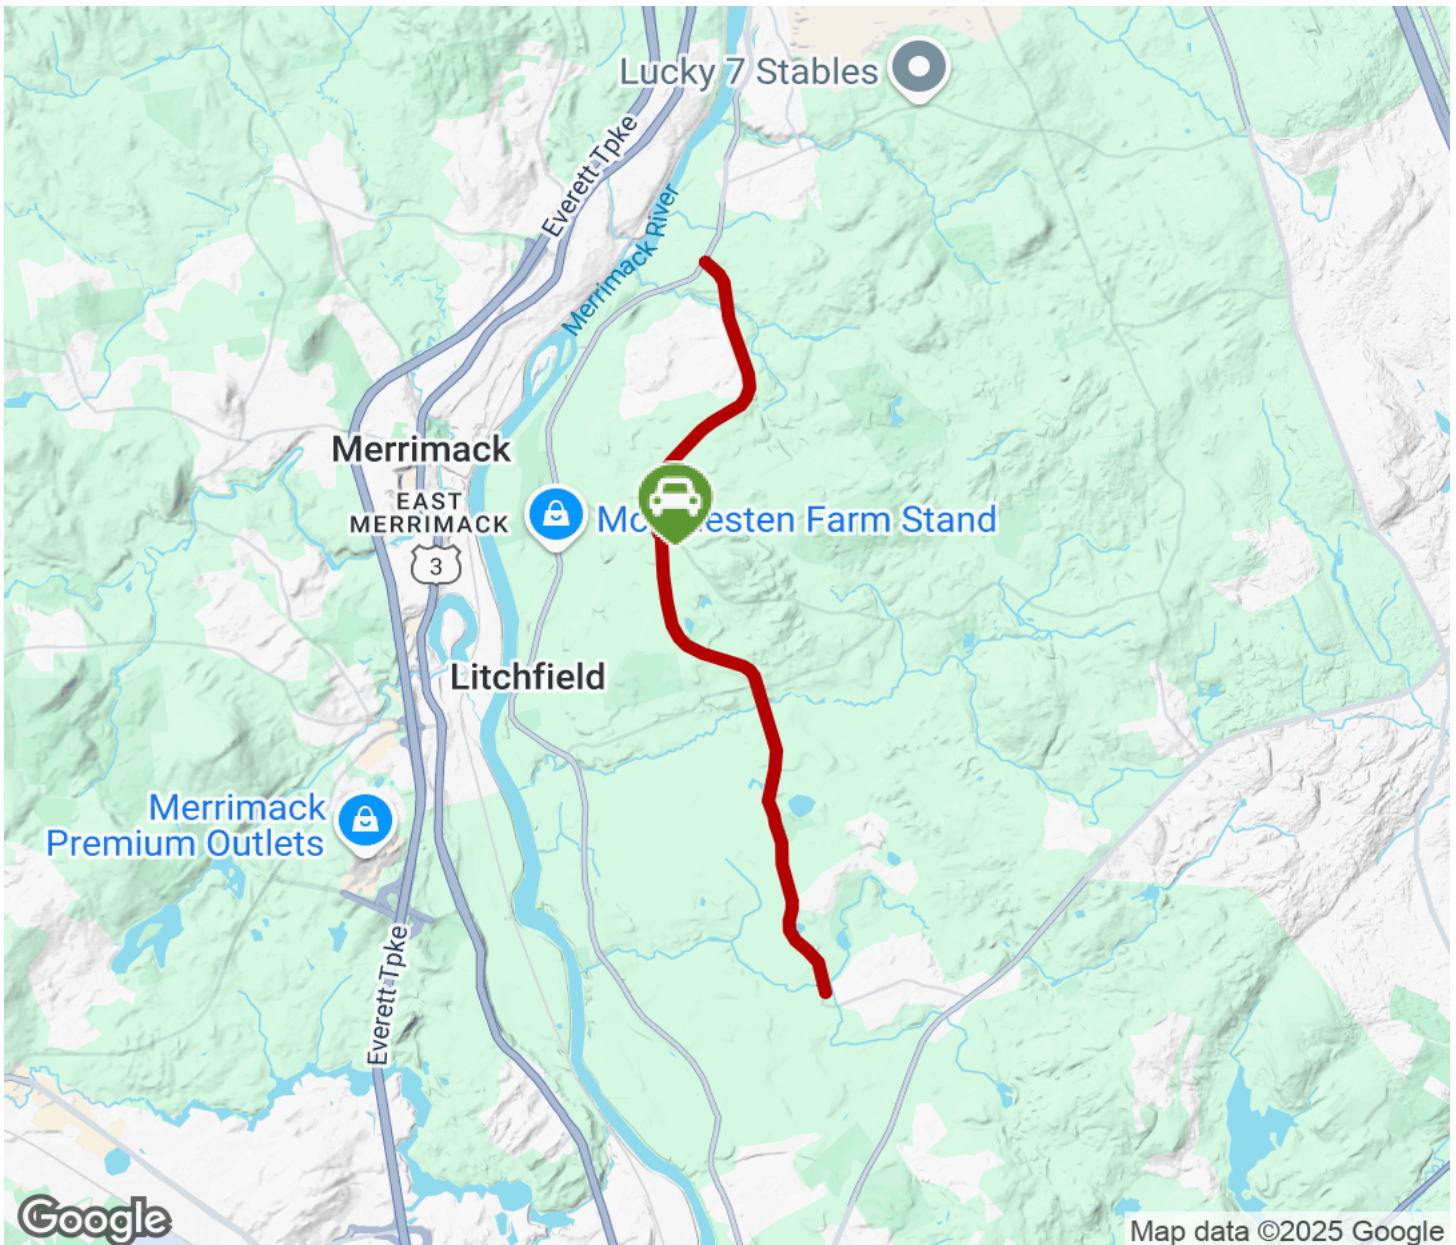 Lucky 7 Stables
Everett Tpke
Merrimack River
Merrimack
EAST
MERRIMACK
3
Farm Stand
Litchfield
Merrimack
Premium Outlets
Everett Tpke
Google
Map data ©2025 Google